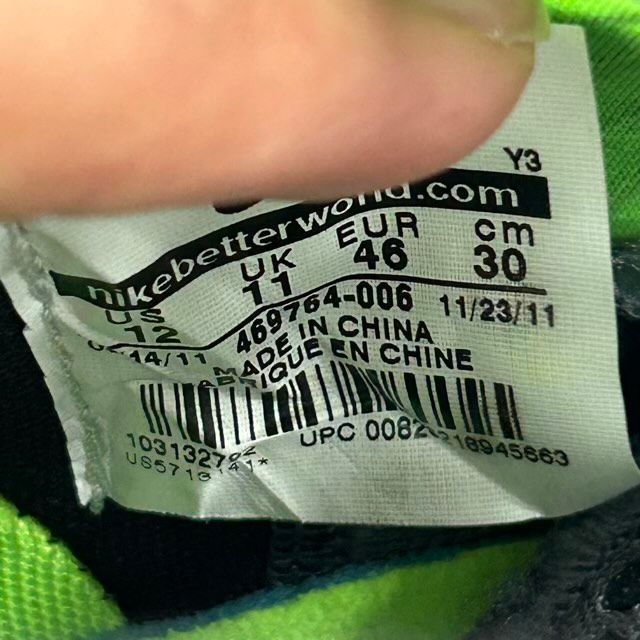 Y3
nikebetterworld.com
US UK EUR cm
12 11 46 30
469764-006 11/23/11
MADE IN CHINA
FABRIQUE EN CHINE
UPC